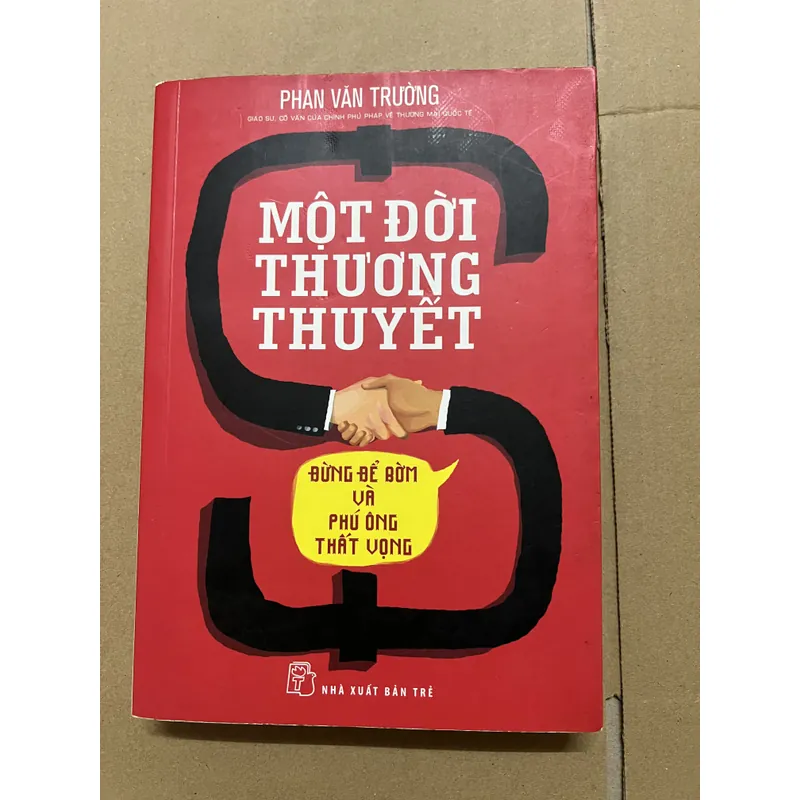 PHAN VĂN TRƯỜNG
GIÁO SƯ, CỐ VẤN CỦA CHÍNH PHỦ PHÁP VỀ THƯƠNG MẠI QUỐC TẾ
MỘT ĐỜI
THƯƠNG
THUYẾT
ĐỪNG ĐỂ BỜM
VÀ
PHÚ ÔNG
THẤT VỌNG
T
NHÀ XUẤT BẢN TRẺ